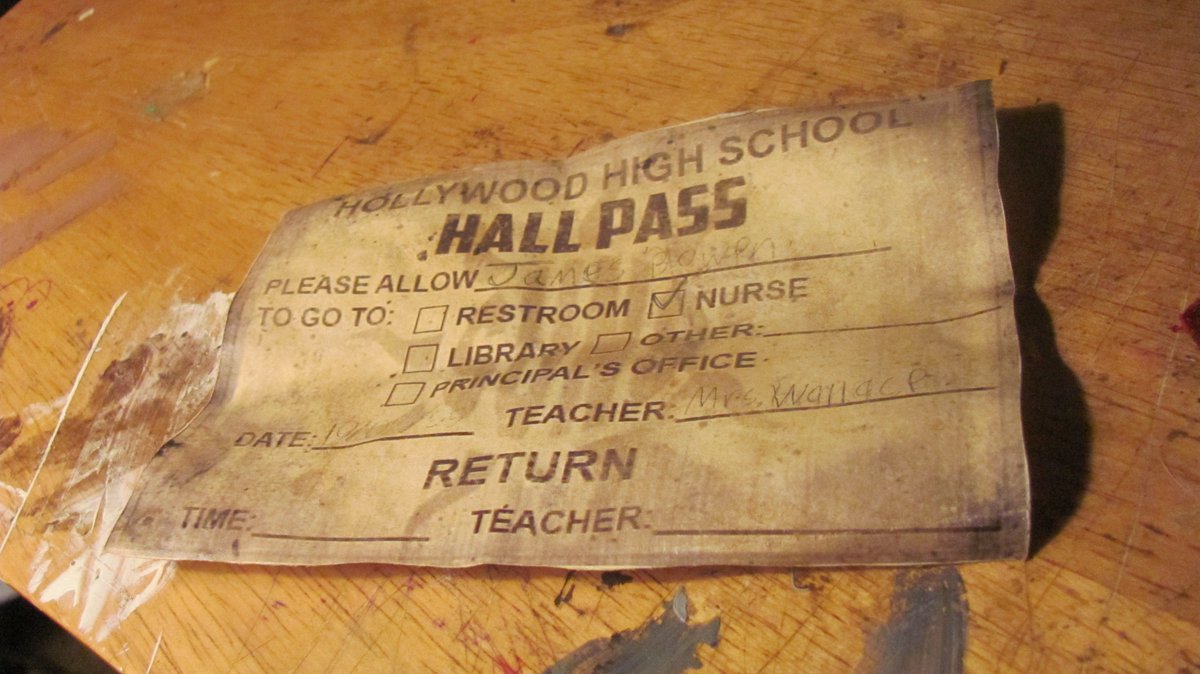 HOLLYWOOD HIGH SCHOOL
HALL PASS
PLEASE ALLOW James Bowen
TO GO TO: RESTROOM NURSE
LIBRARY OTHER:
PRINCIPAL'S OFFICE
DATE: TEACHER: Mrs. Wallace
RETURN
TIME: TEACHER: